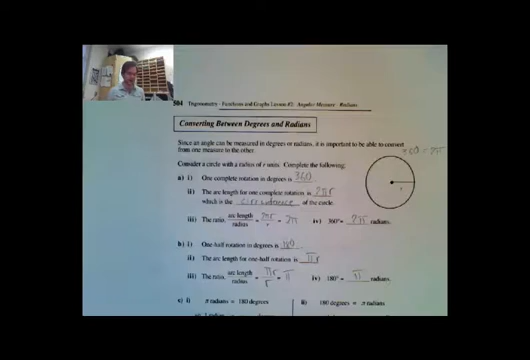 504 Trigonometry - Functions and Graphs Lesson #2: Angular Measure - Radians
Converting Between Degrees and Radians
Since an angle can be measured in degrees or radians, it is important to be able to convert
from one measure to the other.
360 = 2π
Consider a circle with a radius of r units. Complete the following:
a) i) One complete rotation in degrees is 360
ii) The arc length for one complete rotation is 2πr
which is the circumference of the circle.
r
iii) The ratio, arc length/radius = 2πr/r = 2π iv) 360° = 2π radians.
b) i) One-half rotation in degrees is 180.
ii) The arc length for one-half rotation is πr
iii) The ratio, arc length/radius = πr/r = π iv) 180° = π radians.
c) i) π radians = 180 degrees ii) 180 degrees = π radians